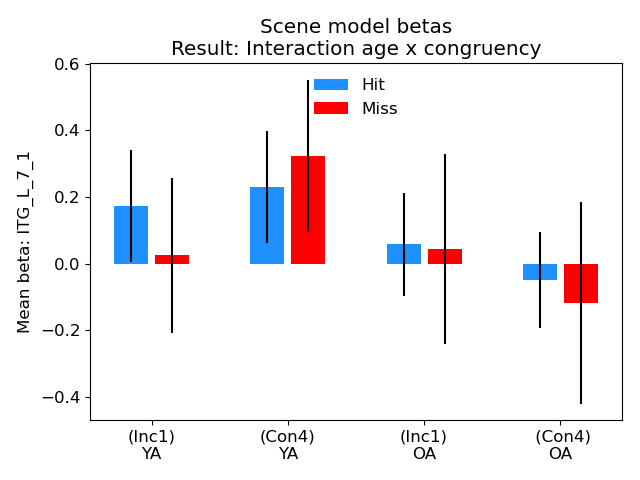 Scene model betas
Result: Interaction age x congruency
Hit
Miss
Mean beta: ITG_L_7_1
0.6
0.4
0.2
0.0
−0.2
−0.4
(Inc1)
YA
(Con4)
YA
(Inc1)
OA
(Con4)
OA